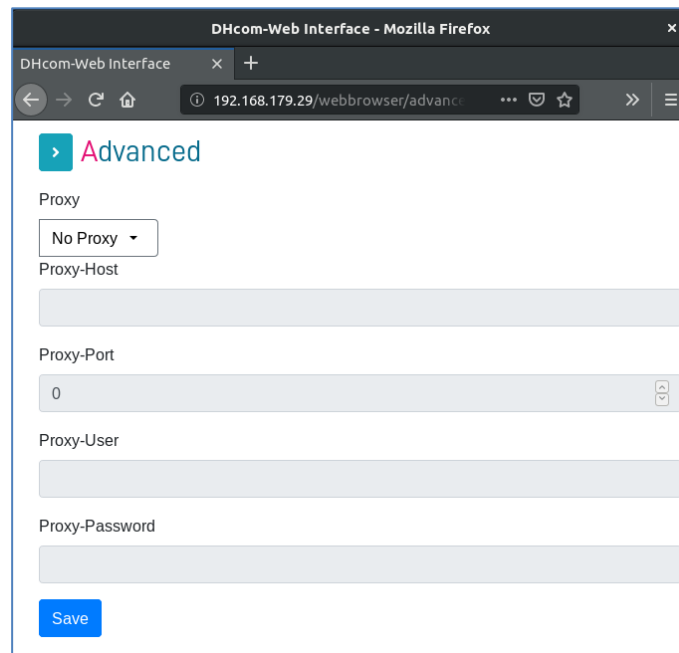 DHcom-Web Interface - Mozilla Firefox
DHcom-Web Interface
192.168.179.29/webbrowser/advance
Advanced
Proxy
No Proxy
Proxy-Host
Proxy-Port
0
Proxy-User
Proxy-Password
Save